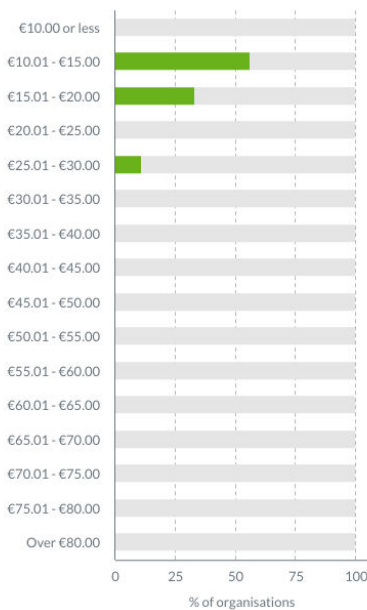 €10.00 or less
€10.01 - €15.00
€15.01 - €20.00
€20.01 - €25.00
€25.01 - €30.00
€30.01 - €35.00
€35.01 - €40.00
€40.01 - €45.00
€45.01 - €50.00
€50.01 - €55.00
€55.01 - €60.00
€60.01 - €65.00
€65.01 - €70.00
€70.01 - €75.00
€75.01 - €80.00
Over €80.00
0 25 50 75 100
% of organisations